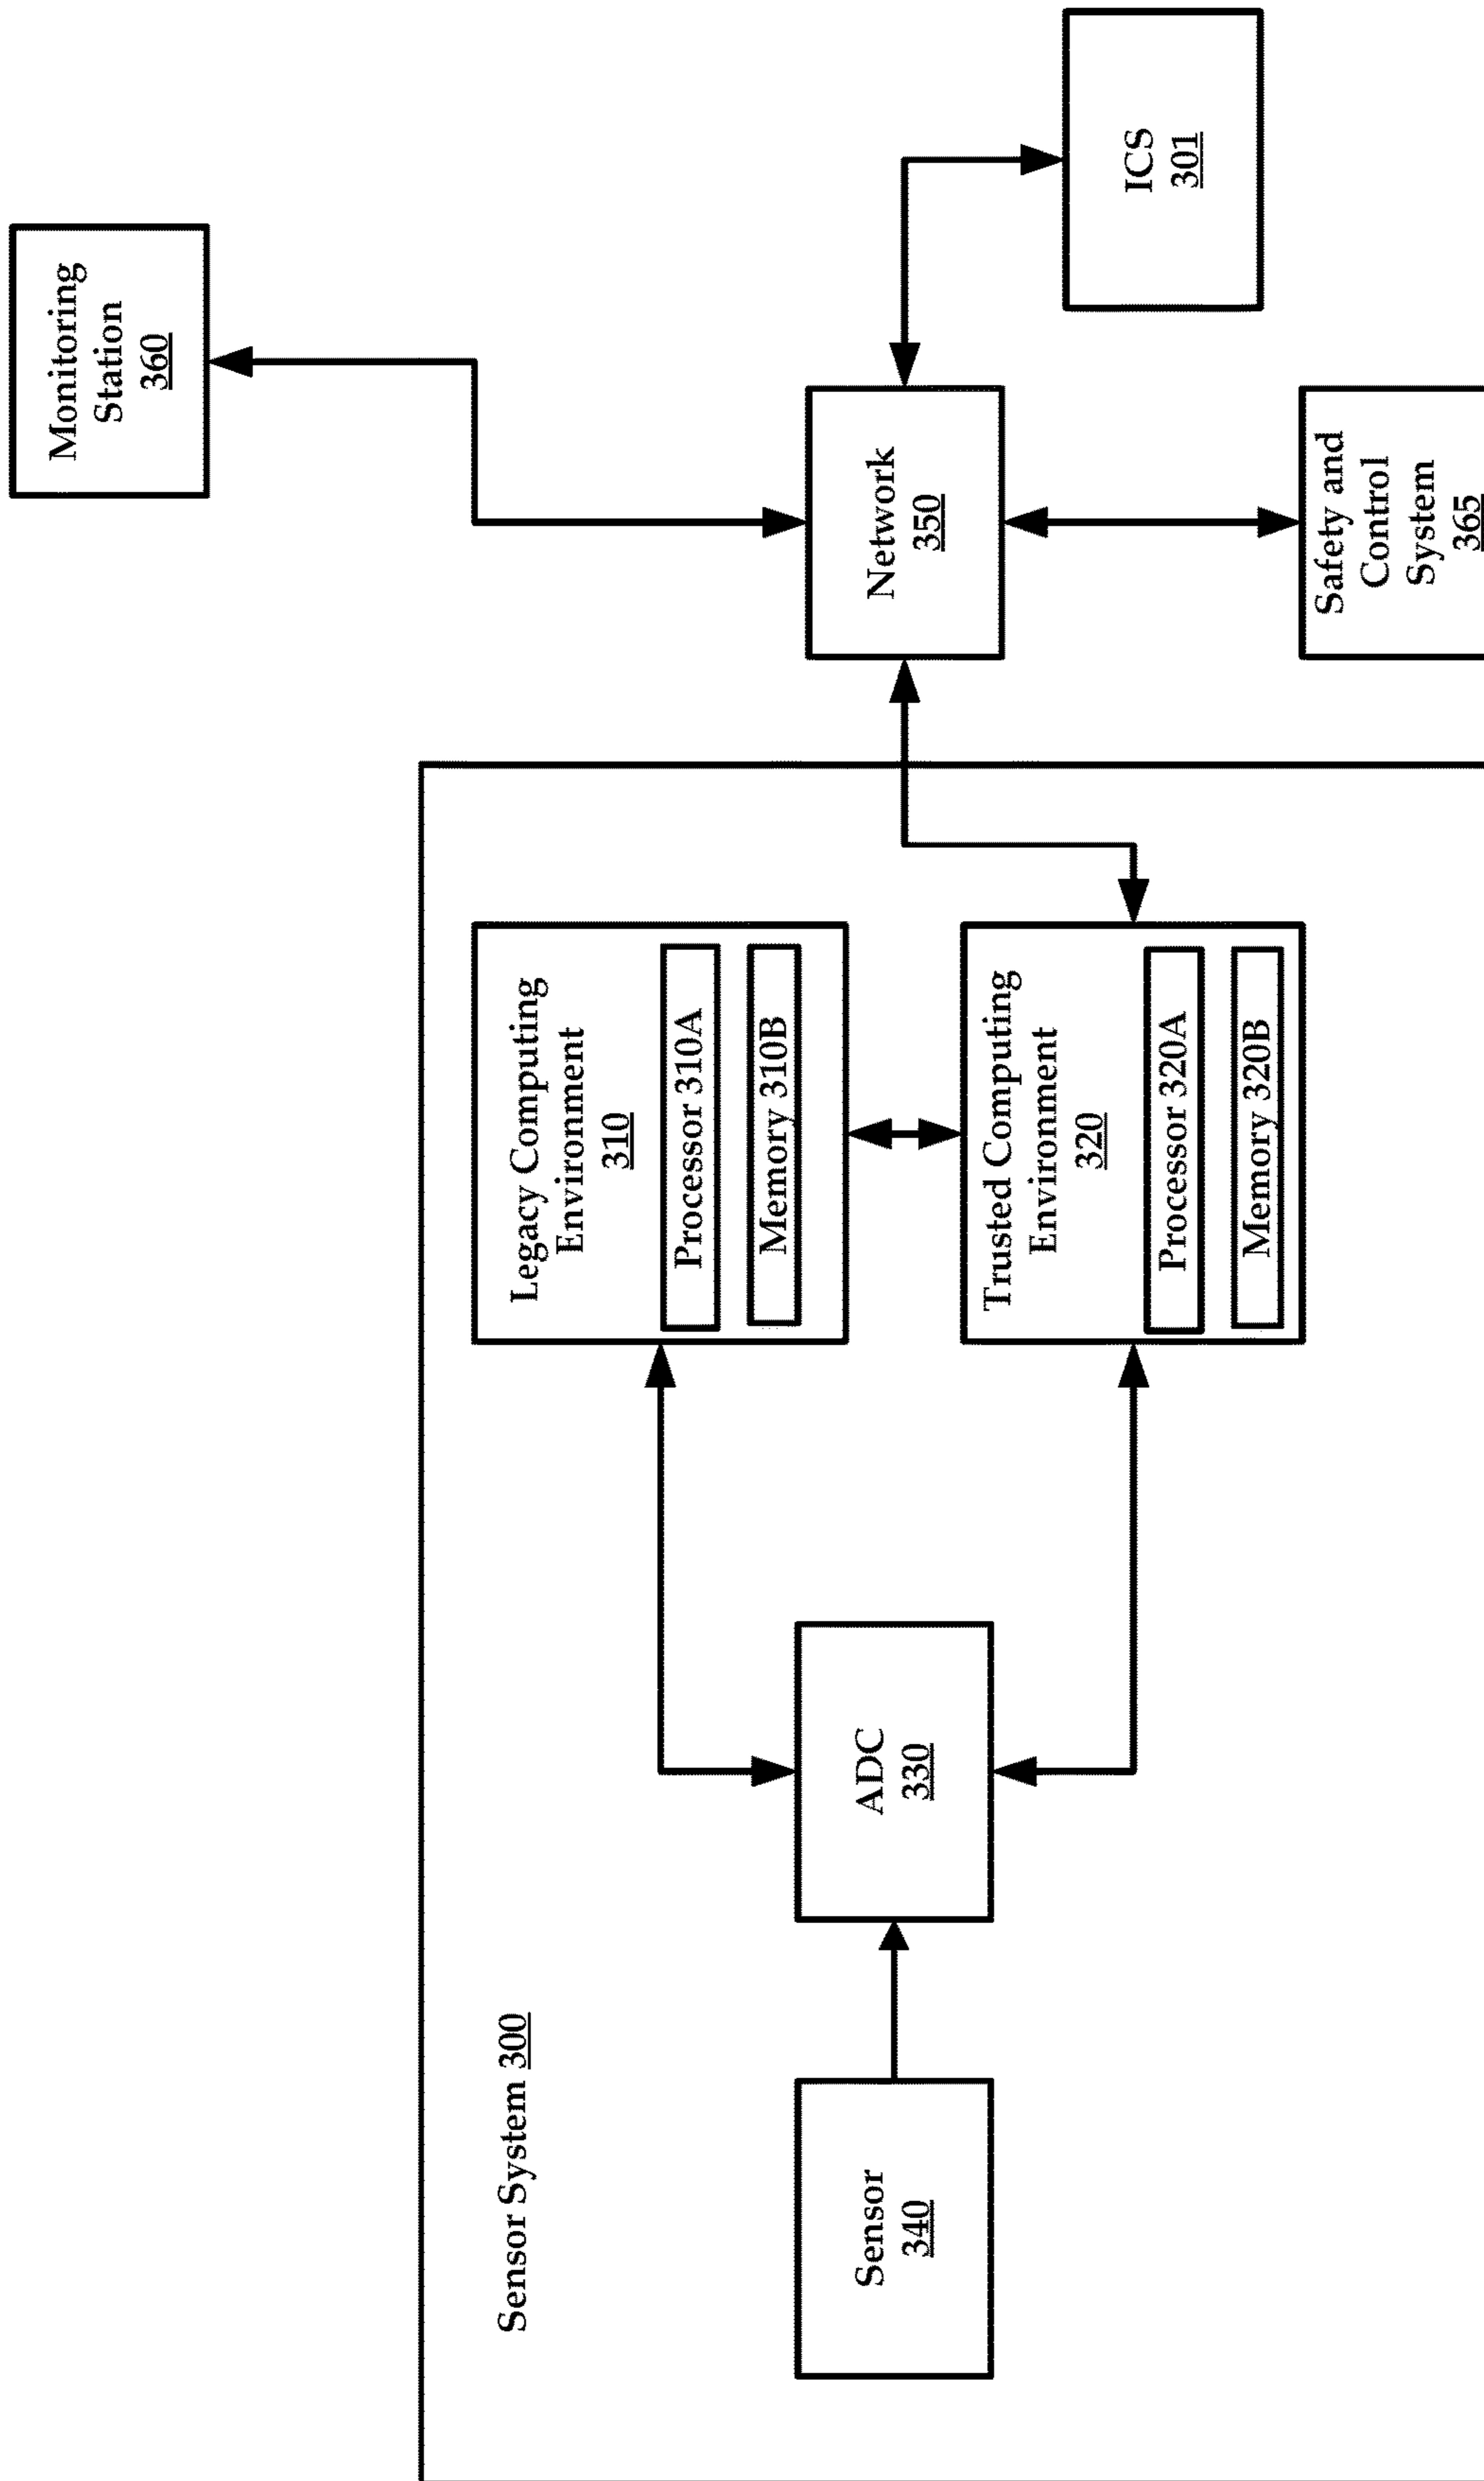 Sensor System 300
Sensor
340
ADC
330
Legacy Computing
Environment
310
Processor 310A
Memory 310B
Trusted Computing
Environment
320
Processor 320A
Memory 320B
Monitoring
Station
360
Network
350
Safety and
Control
System
365
ICS
301